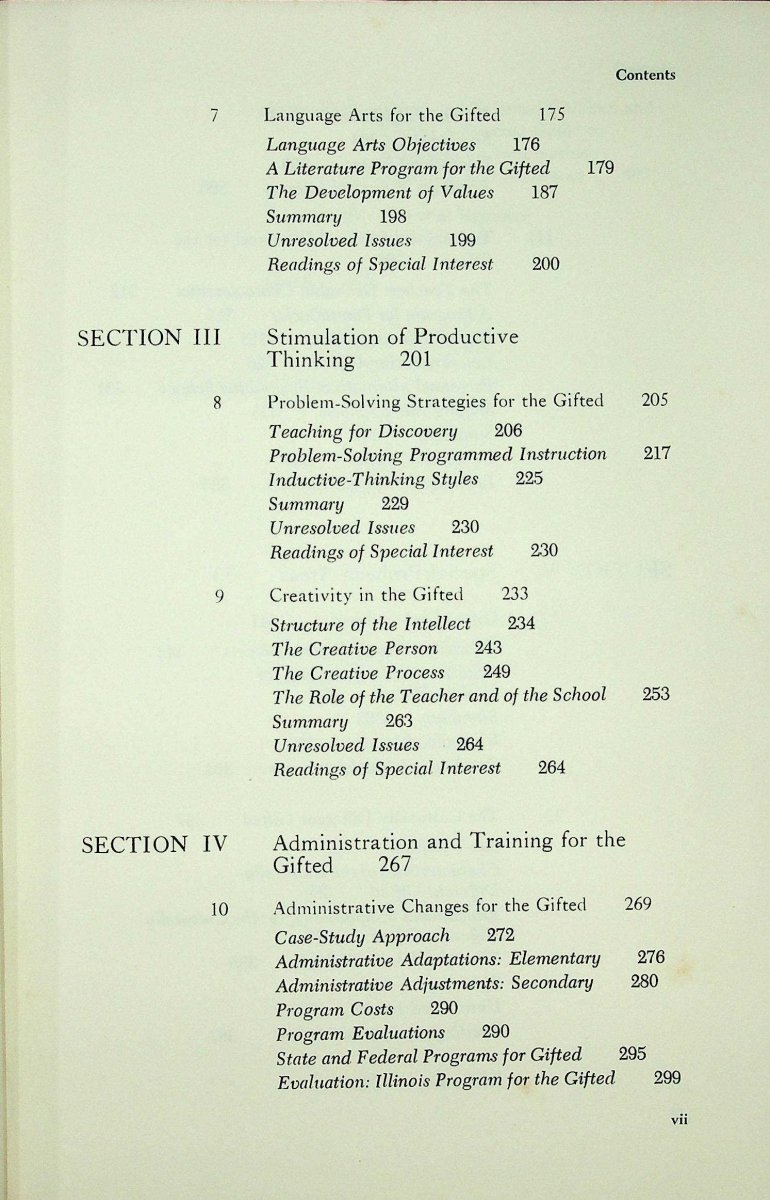 Contents
7 Language Arts for the Gifted 175
Language Arts Objectives 176
A Literature Program for the Gifted 179
The Development of Values 187
Summary 198
Unresolved Issues 199
Readings of Special Interest 200
SECTION III Stimulation of Productive
Thinking 201
8 Problem-Solving Strategies for the Gifted 205
Teaching for Discovery 206
Problem-Solving Programmed Instruction 217
Inductive-Thinking Styles 225
Summary 229
Unresolved Issues 230
Readings of Special Interest 230
9 Creativity in the Gifted 233
Structure of the Intellect 234
The Creative Person 243
The Creative Process 249
The Role of the Teacher and of the School 253
Summary 263
Unresolved Issues 264
Readings of Special Interest 264
SECTION IV Administration and Training for the
Gifted 267
10 Administrative Changes for the Gifted 269
Case-Study Approach 272
Administrative Adaptations: Elementary 276
Administrative Adjustments: Secondary 280
Program Costs 290
Program Evaluations 290
State and Federal Programs for Gifted 295
Evaluation: Illinois Program for the Gifted 299
vii